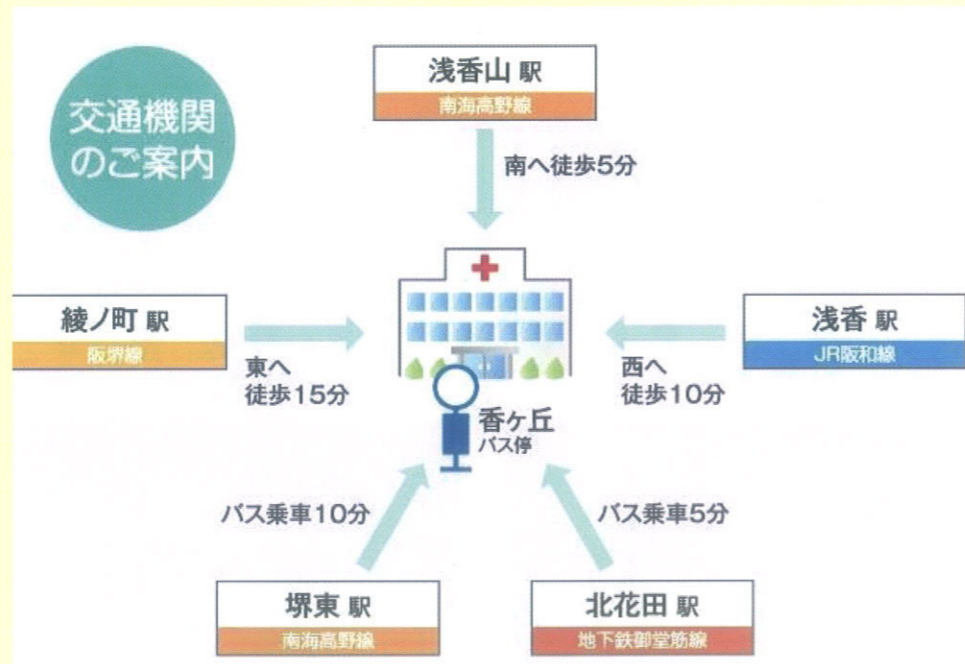 交通機関
のご案内
浅香山 駅
南海高野線
南へ徒歩5分
綾ノ町 駅
阪堺線
東へ
徒歩15分
浅香 駅
JR阪和線
西へ
徒歩10分
香ヶ丘
バス停
バス乗車10分
バス乗車5分
堺東 駅
南海高野線
北花田 駅
地下鉄御堂筋線